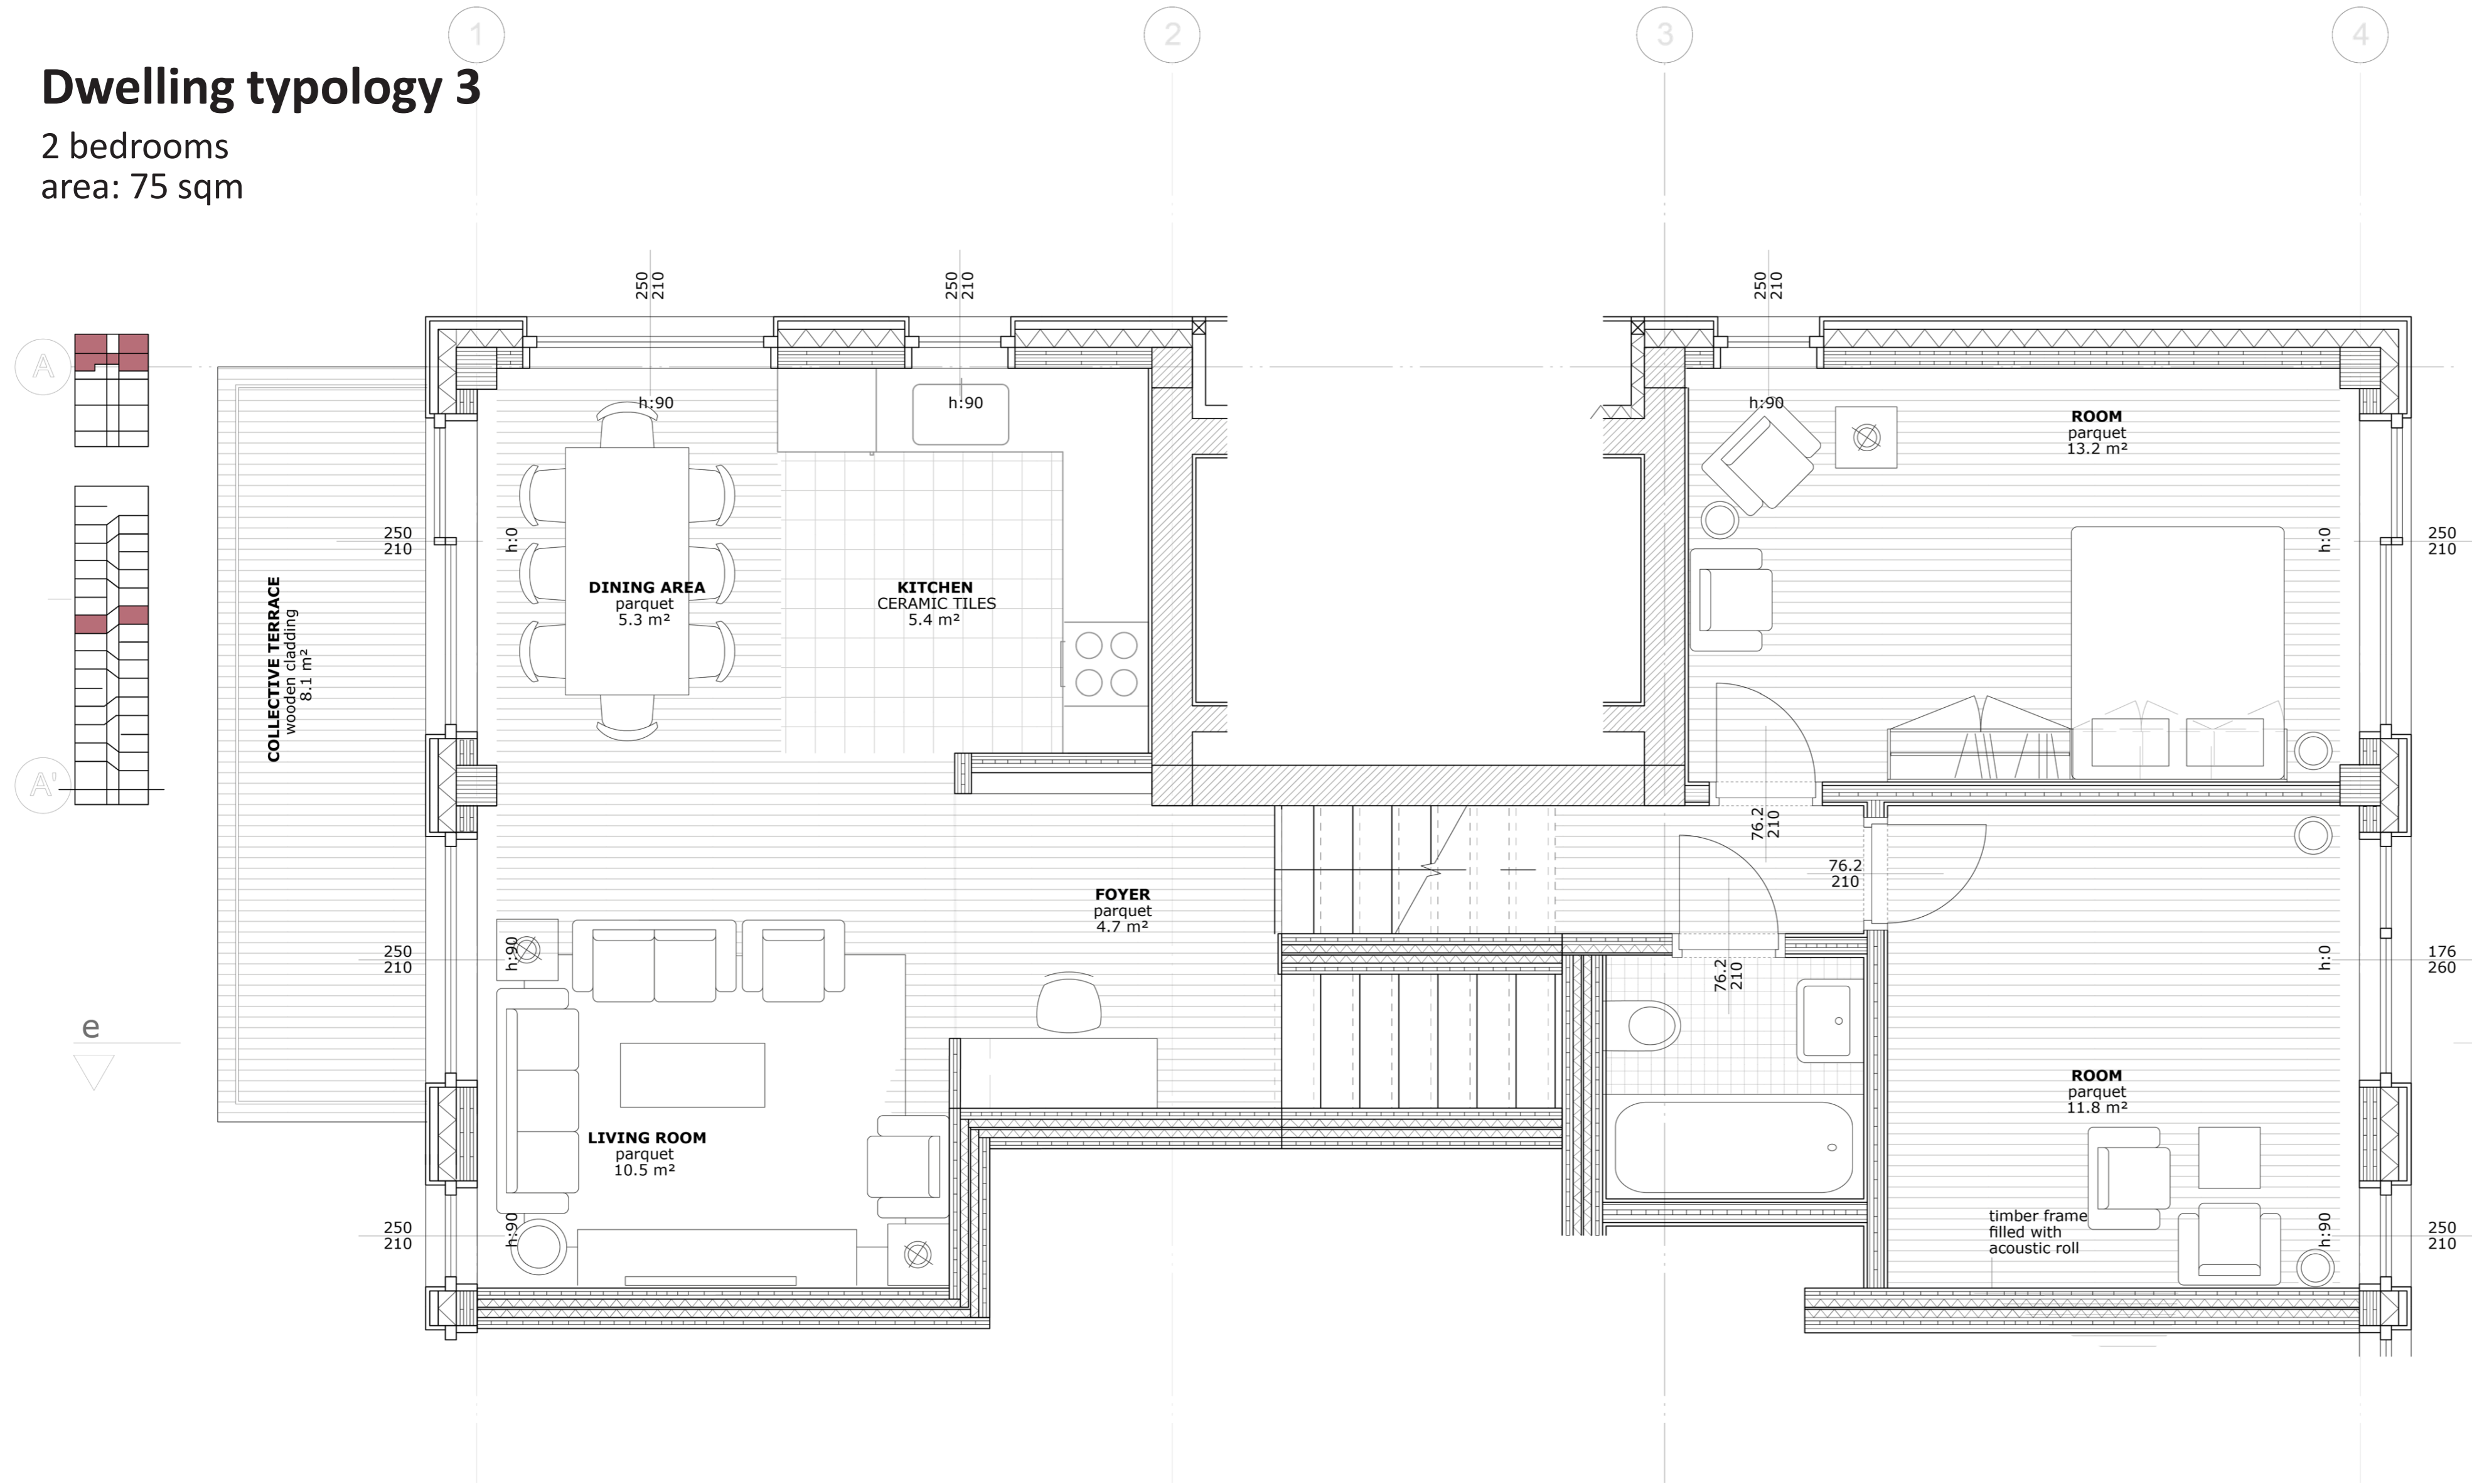 1
2
3
4
Dwelling typology 3
2 bedrooms
area: 75 sqm
250
210
250
210
250
210
A
h:90
h:90
h:90
ROOM
parquet
13.2 m²
250
210
h:0
h:0
250
210
DINING AREA
parquet
5.3 m²
KITCHEN
CERAMIC TILES
5.4 m²
COLLECTIVE TERRACE
wooden cladding
8.1 m²
A'
76.2
210
76.2
210
FOYER
parquet
4.7 m²
250
210
h:90
76.2
210
h:0
176
260
e
ROOM
parquet
11.8 m²
LIVING ROOM
parquet
10.5 m²
250
210
h:90
timber frame
filled with
acoustic roll
h:90
250
210